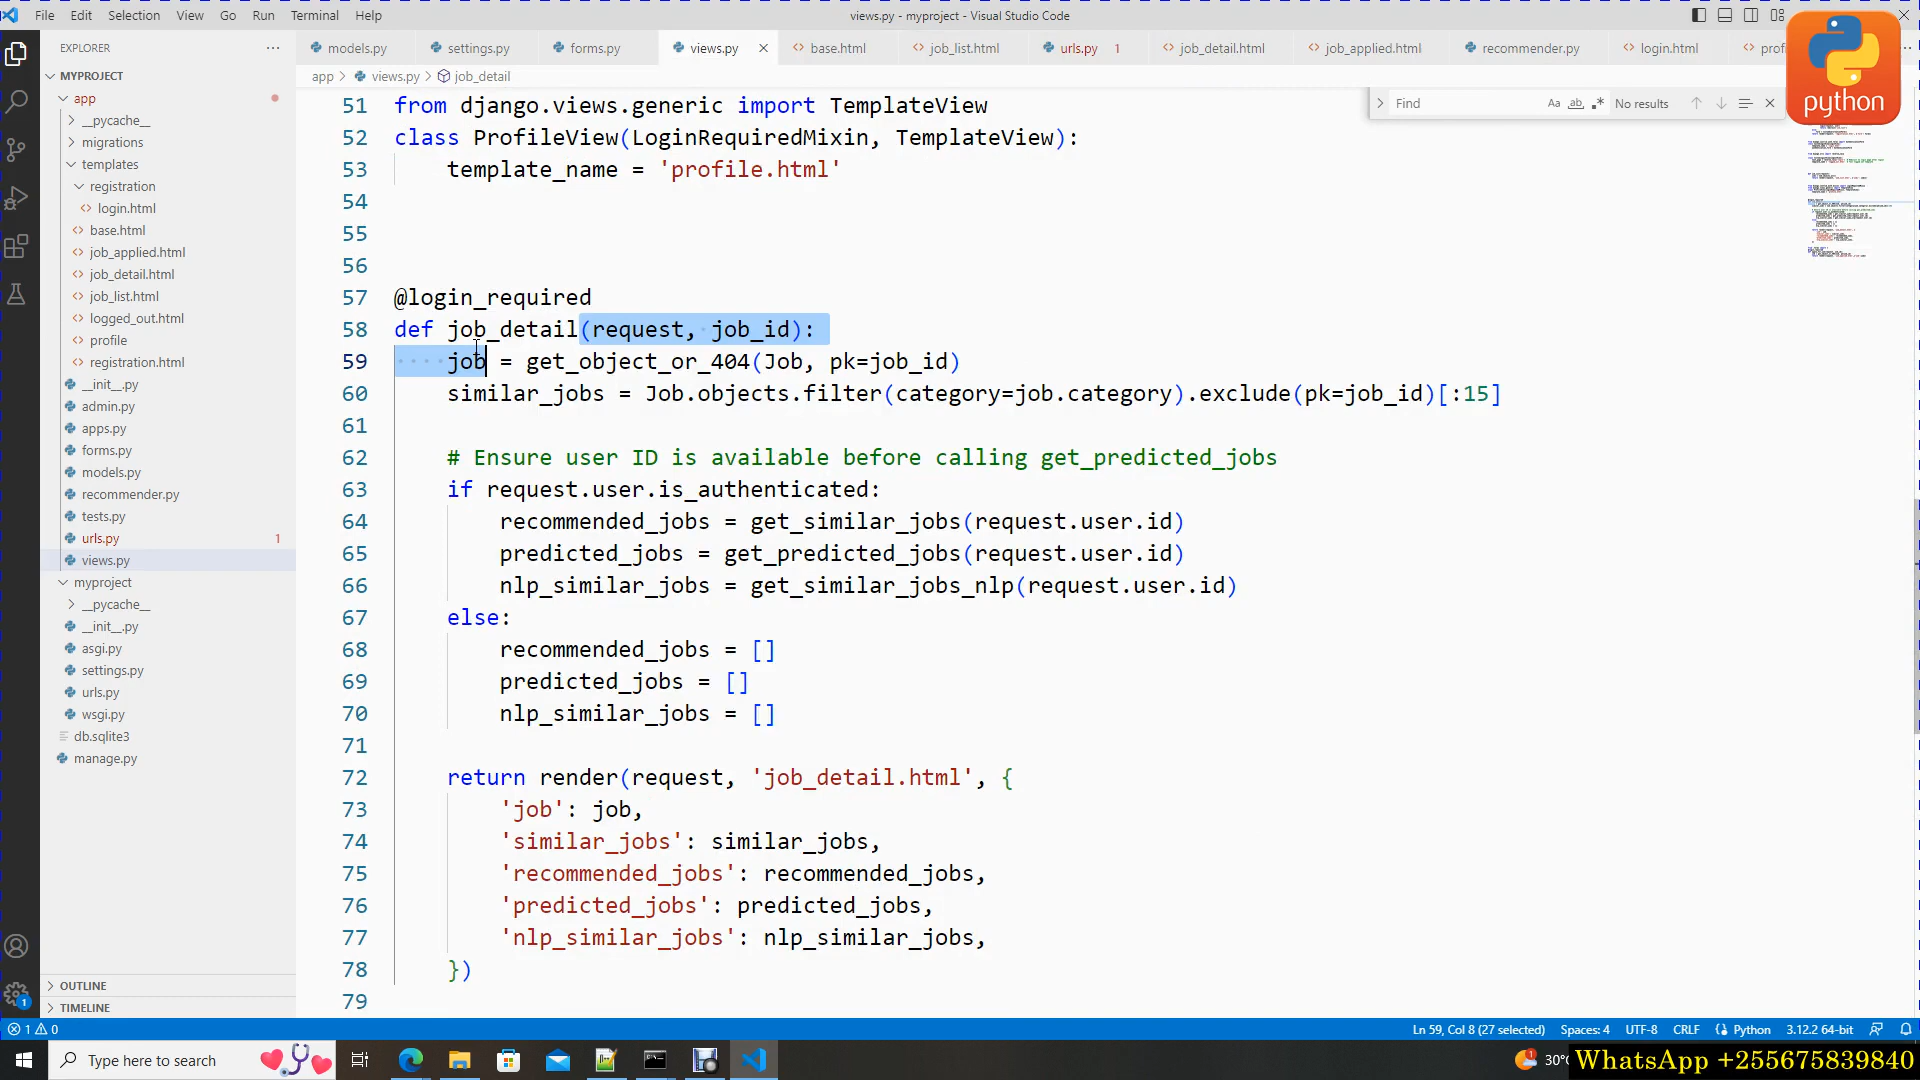 File Edit Selection View Go Run Terminal Help
views.py - myproject - Visual Studio Code
EXPLORER
MYPROJECT
app
__pycache__
migrations
templates
registration
login.html
base.html
job_applied.html
job_detail.html
job_list.html
logged_out.html
profile
registration.html
__init__.py
admin.py
apps.py
forms.py
models.py
recommender.py
tests.py
urls.py 1
views.py
myproject
__pycache__
__init__.py
asgi.py
settings.py
urls.py
wsgi.py
db.sqlite3
manage.py
OUTLINE
TIMELINE
models.py settings.py forms.py views.py base.html job_list.html urls.py 1 job_detail.html job_applied.html recommender.py login.html
app > views.py > job_detail
Find Aa ab No results
python
51 from django.views.generic import TemplateView
52 class ProfileView(LoginRequiredMixin, TemplateView):
53 template_name = 'profile.html'
54
55
56
57 @login_required
58 def job_detail(request, job_id):
59 job = get_object_or_404(Job, pk=job_id)
60 similar_jobs = Job.objects.filter(category=job.category).exclude(pk=job_id)[:15]
61
62 # Ensure user ID is available before calling get_predicted_jobs
63 if request.user.is_authenticated:
64 recommended_jobs = get_similar_jobs(request.user.id)
65 predicted_jobs = get_predicted_jobs(request.user.id)
66 nlp_similar_jobs = get_similar_jobs_nlp(request.user.id)
67 else:
68 recommended_jobs = []
69 predicted_jobs = []
70 nlp_similar_jobs = []
71
72 return render(request, 'job_detail.html', {
73 'job': job,
74 'similar_jobs': similar_jobs,
75 'recommended_jobs': recommended_jobs,
76 'predicted_jobs': predicted_jobs,
77 'nlp_similar_jobs': nlp_similar_jobs,
78 })
79
1 0
Ln 59, Col 8 (27 selected) Spaces: 4 UTF-8 CRLF Python 3.12.2 64-bit
Type here to search
30°
WhatsApp +255675839840